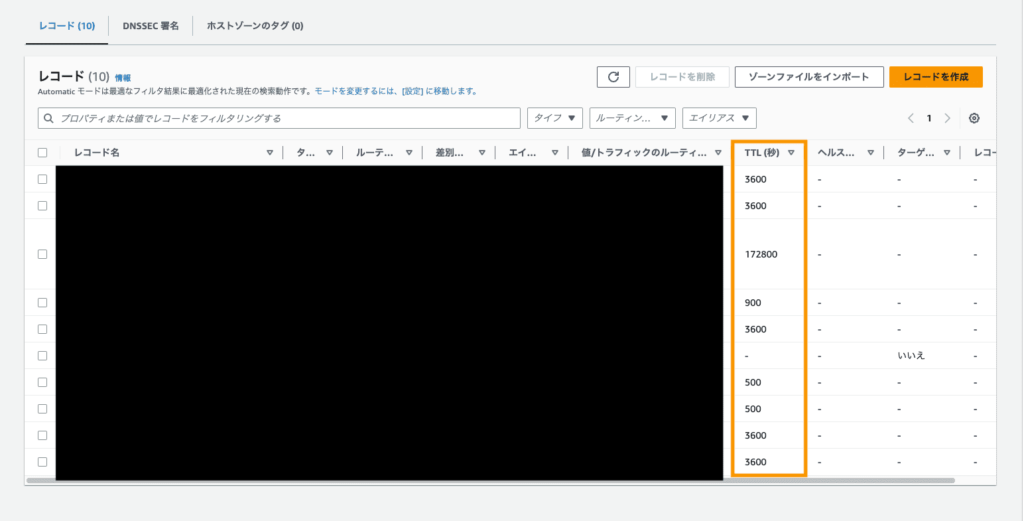 レコード (10) DNSSEC 署名 ホストゾーンのタグ (0)
レコード (10) 情報 レコードを削除 ゾーンファイルをインポート レコードを作成
Automatic モードは最適なフィルタ結果に最適化された現在の検索動作です。モードを変更するには、[設定] に移動します。
プロパティまたは値でレコードをフィルタリングする タイプ ルーティン... エイリアス 1
レコード名 タ... ルーテ... 差別... エイ... 値/トラフィックのルーティ... TTL (秒) ヘルス... ターゲ... レコー
3600 - - -
3600 - - -
172800 - - -
900 - - -
3600 - - -
- - いいえ -
500 - - -
500 - - -
3600 - - -
3600 - - -